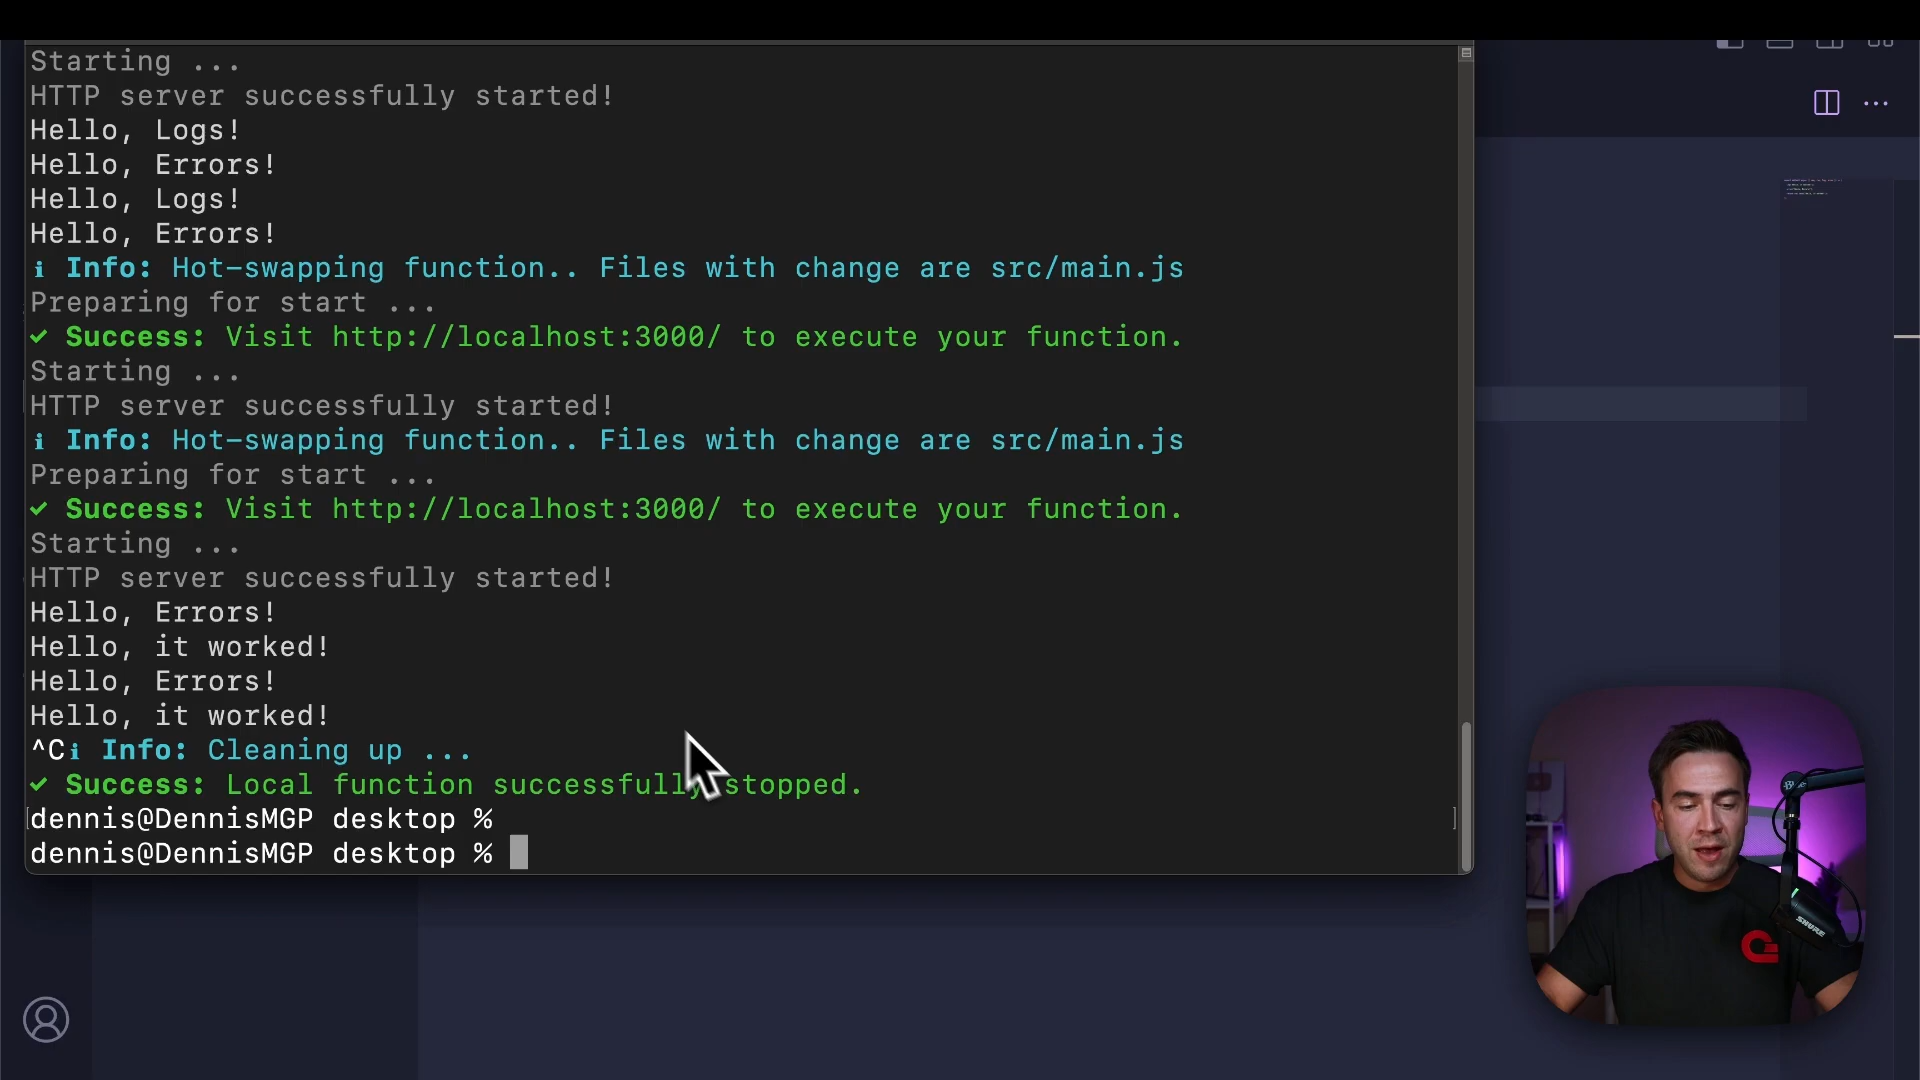 Starting ...
HTTP server successfully started!
Hello, Logs!
Hello, Errors!
Hello, Logs!
Hello, Errors!
i Info: Hot-swapping function.. Files with change are src/main.js
Preparing for start ...
✓ Success: Visit http://localhost:3000/ to execute your function.
Starting ...
HTTP server successfully started!
i Info: Hot-swapping function.. Files with change are src/main.js
Preparing for start ...
✓ Success: Visit http://localhost:3000/ to execute your function.
Starting ...
HTTP server successfully started!
Hello, Errors!
Hello, it worked!
Hello, Errors!
Hello, it worked!
^Ci Info: Cleaning up ...
✓ Success: Local function successfully stopped.
[dennis@DennisMGP desktop % ]
dennis@DennisMGP desktop %
SHURE